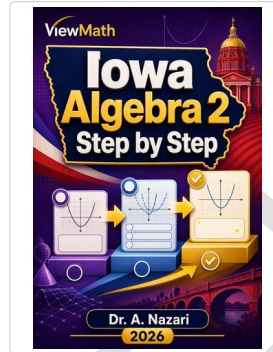 ViewMath
Iowa
Algebra 2
Step by Step
Dr. A. Nazari
2026